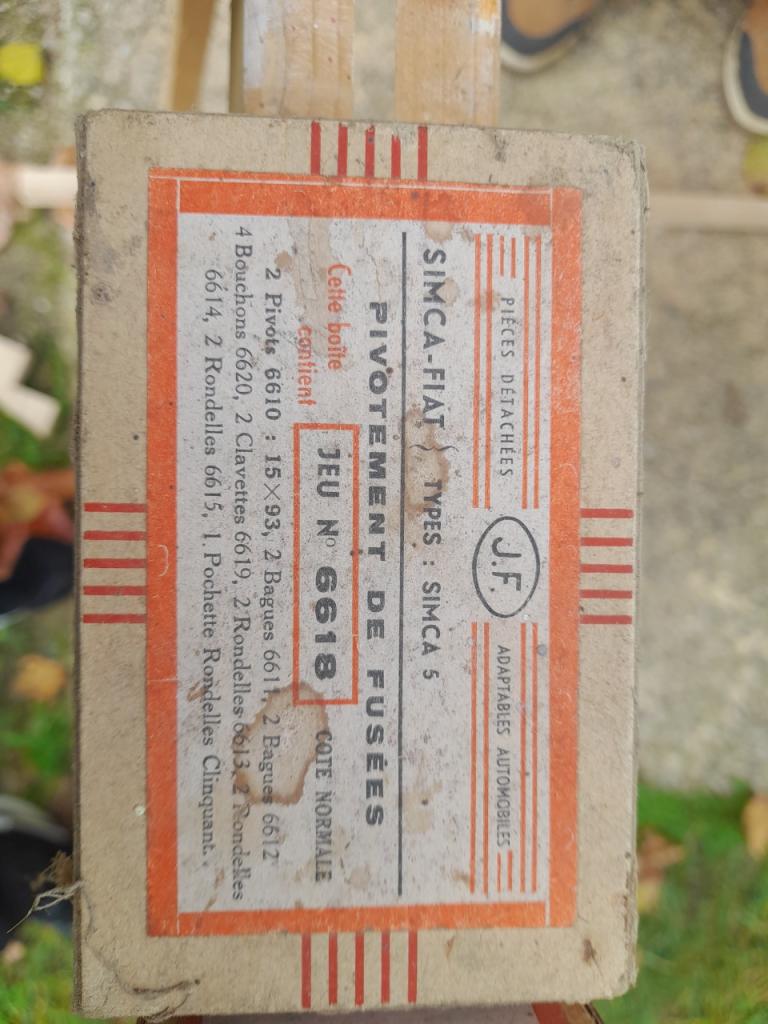 PIÈCES DÉTACHÉES J.F. ADAPTABLES AUTOMOBILES
SIMCA-FIAT } TYPES : SIMCA 5
PIVOTEMENT DE FUSÉES
Cette boîte contient JEU N° 6618 COTE NORMALE
2 Pivots 6610 : 15×93, 2 Bagues 6611, 2 Bagues 6612
4 Bouchons 6620, 2 Clavettes 6619, 2 Rondelles 6613, 2 Rondelles
6614, 2 Rondelles 6615, 1 Pochette Rondelles Clinquant.